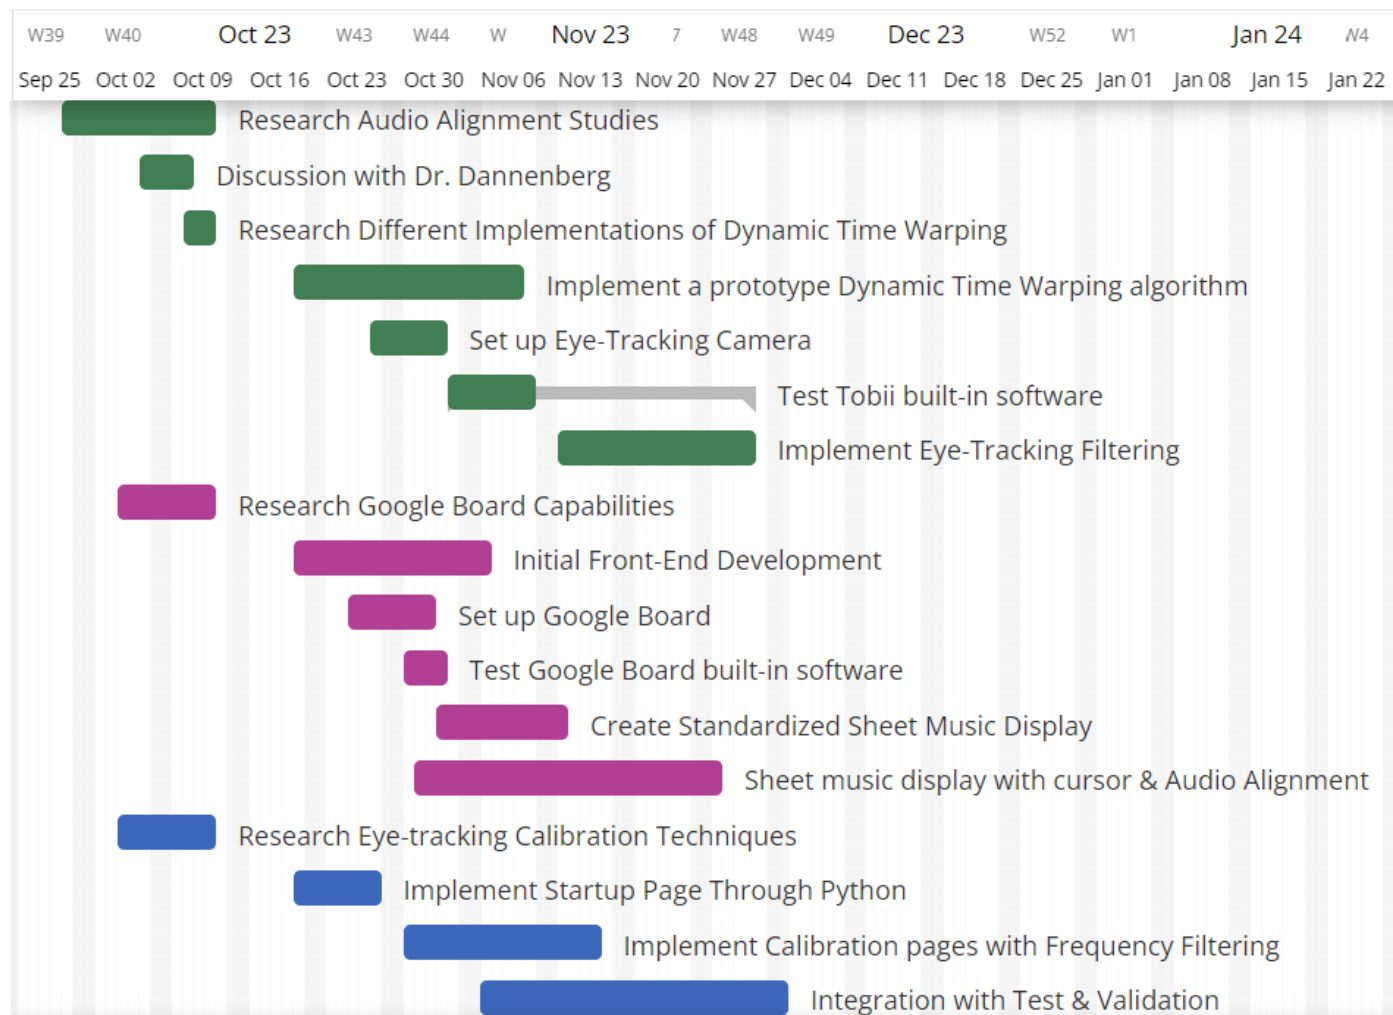 W39 W40 Oct 23 W43 W44 W Nov 23 7 W48 W49 Dec 23 W52 W1 Jan 24 W4
Sep 25 Oct 02 Oct 09 Oct 16 Oct 23 Oct 30 Nov 06 Nov 13 Nov 20 Nov 27 Dec 04 Dec 11 Dec 18 Dec 25 Jan 01 Jan 08 Jan 15 Jan 22
Research Audio Alignment Studies
Discussion with Dr. Dannenberg
Research Different Implementations of Dynamic Time Warping
Implement a prototype Dynamic Time Warping algorithm
Set up Eye-Tracking Camera
Test Tobii built-in software
Implement Eye-Tracking Filtering
Research Google Board Capabilities
Initial Front-End Development
Set up Google Board
Test Google Board built-in software
Create Standardized Sheet Music Display
Sheet music display with cursor & Audio Alignment
Research Eye-tracking Calibration Techniques
Implement Startup Page Through Python
Implement Calibration pages with Frequency Filtering
Integration with Test & Validation